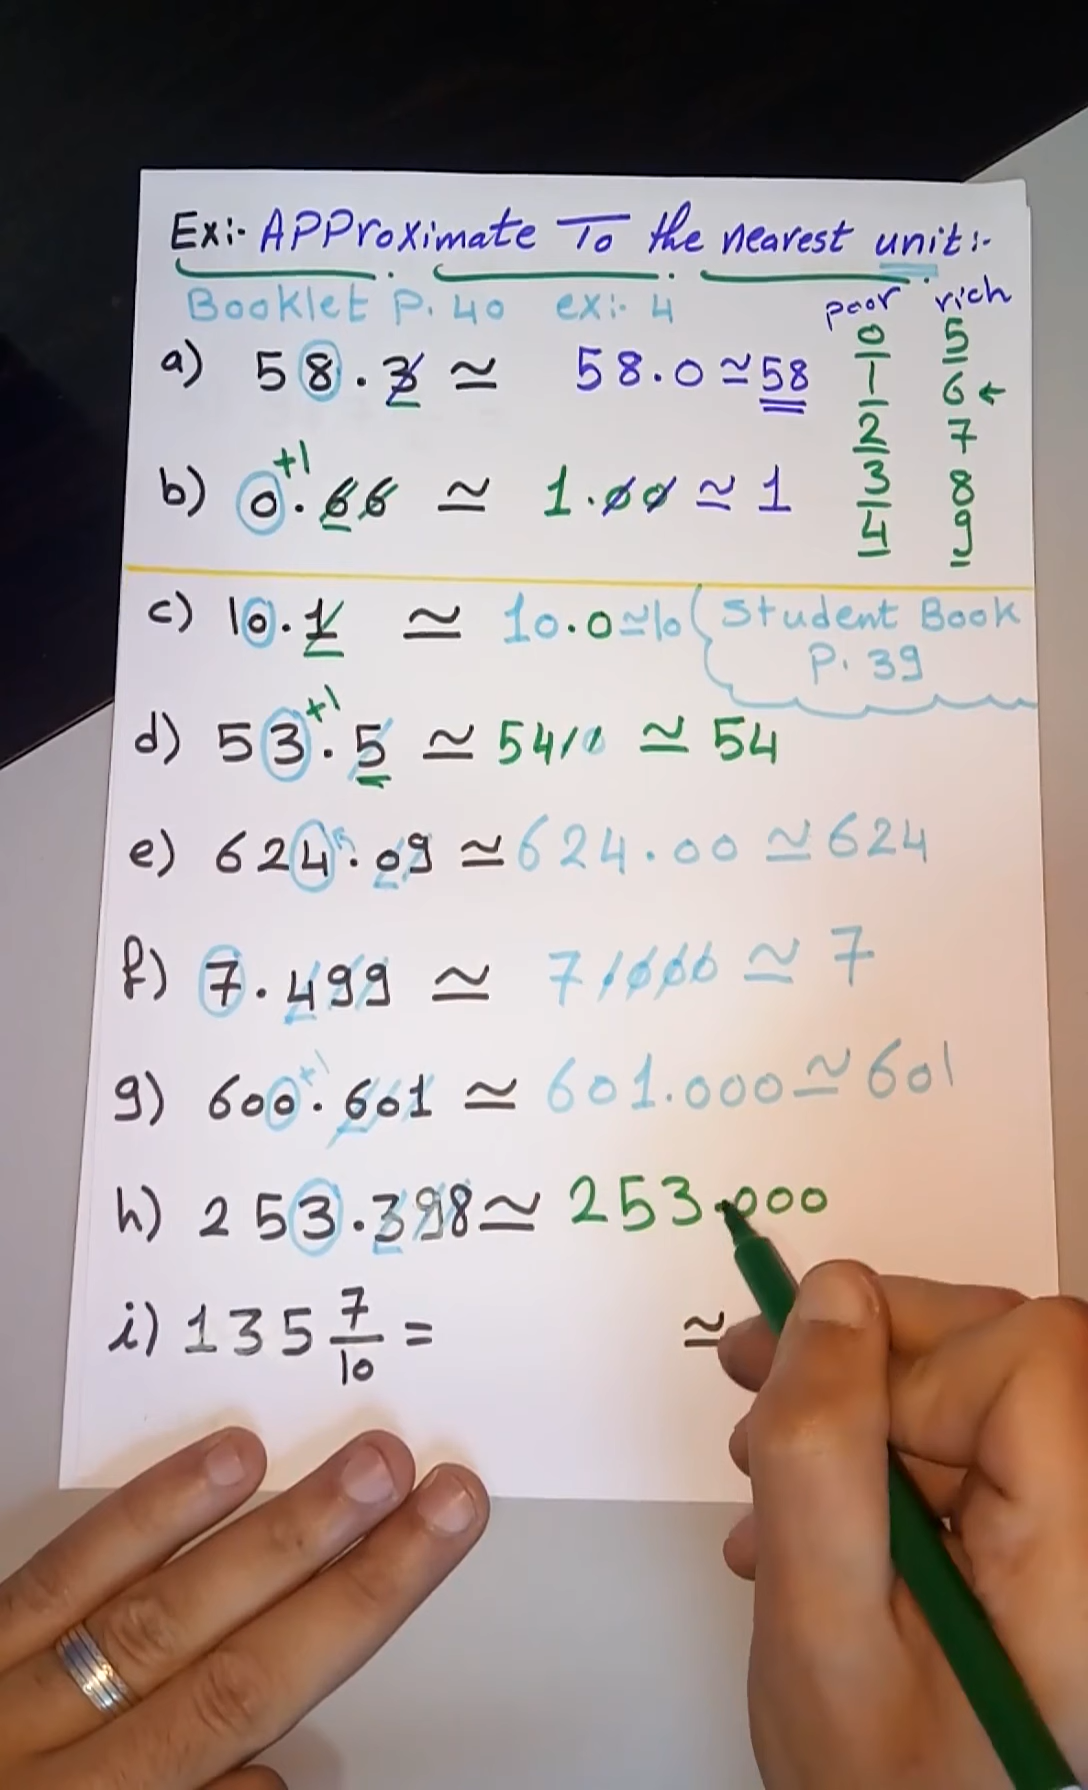 Ex:- APPRoximate To the nearest unit:-
Booklet P. 40 ex:- 4
poor rich
0 5
1 6 ←
2 7
3 8
4 9
a) 58.3 ≃ 58.0 ≃ 58
+1
b) 0.66 ≃ 1.00 ≃ 1
c) 10.1 ≃ 10.0 ≃ 10
Student Book
P. 39
+1
d) 53.5 ≃ 54.0 ≃ 54
e) 624.09 ≃ 624.00 ≃ 624
f) 7.499 ≃ 7.000 ≃ 7
+1
g) 600.601 ≃ 601.000 ≃ 601
h) 253.398 ≃ 253.000
i) 135 7/10 = ≃